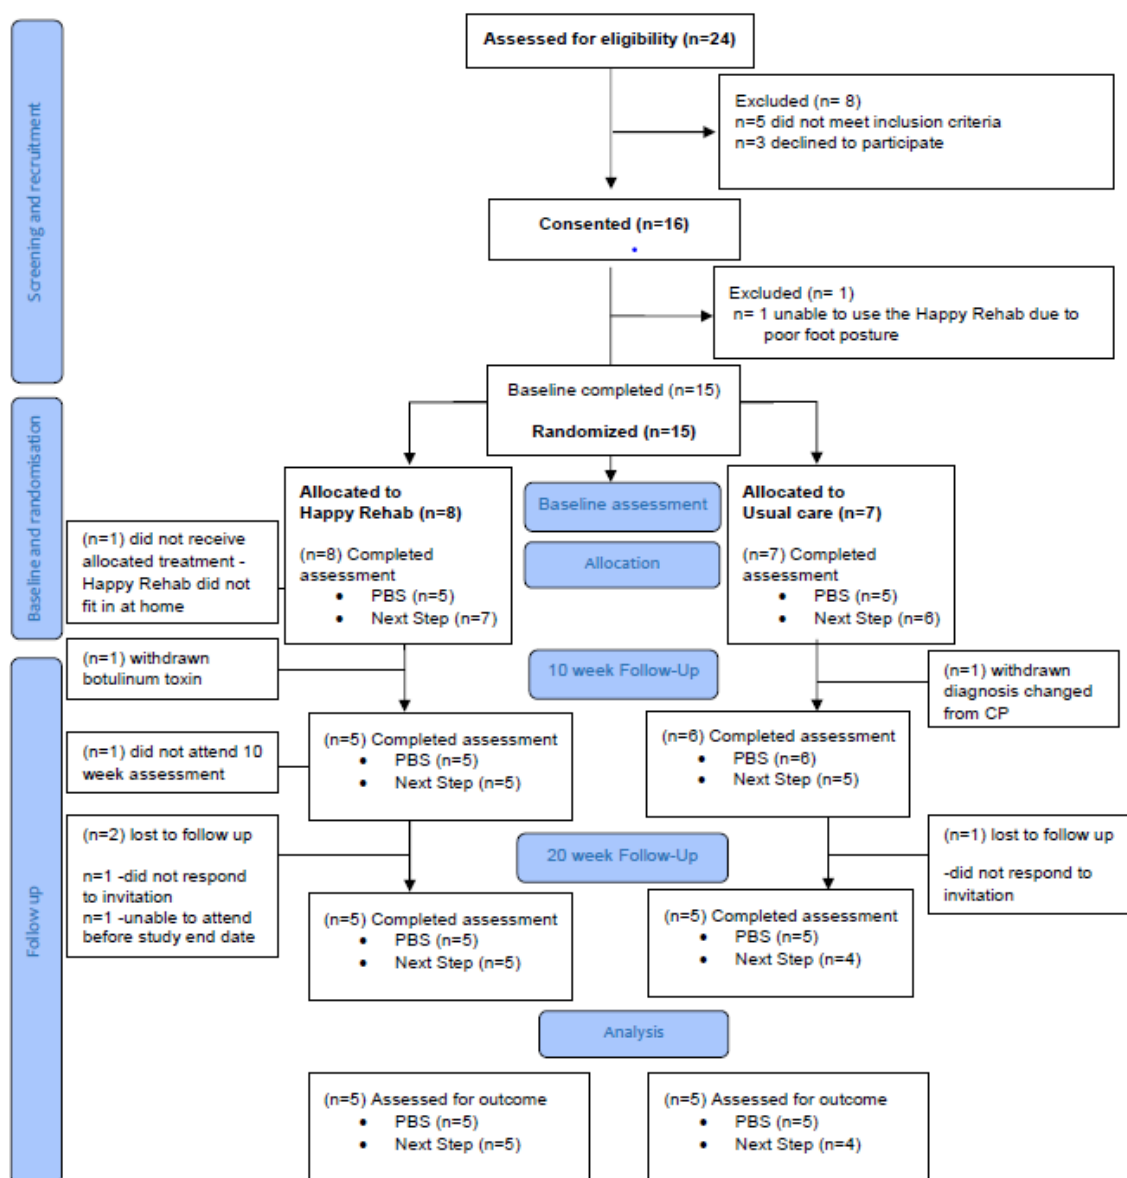 Screening and recruitment
Assessed for eligibility (n=24)
Excluded (n= 8)
n=5 did not meet inclusion criteria
n=3 declined to participate
Consented (n=16)
Excluded (n= 1)
n= 1 unable to use the Happy Rehab due to
poor foot posture
Baseline and randomisation
Baseline completed (n=15)
Randomized (n=15)
Baseline assessment
Allocation
Allocated to
Happy Rehab (n=8)
(n=8) Completed
assessment
• PBS (n=5)
• Next Step (n=7)
Allocated to
Usual care (n=7)
(n=7) Completed
assessment
• PBS (n=5)
• Next Step (n=6)
(n=1) did not receive
allocated treatment -
Happy Rehab did not
fit in at home
Follow up
10 week Follow-Up
(n=1) withdrawn
botulinum toxin
(n=1) withdrawn
diagnosis changed
from CP
(n=1) did not attend 10
week assessment
(n=5) Completed assessment
• PBS (n=5)
• Next Step (n=5)
(n=6) Completed assessment
• PBS (n=6)
• Next Step (n=5)
20 week Follow-Up
(n=2) lost to follow up
n=1 -did not respond
to invitation
n=1 -unable to attend
before study end date
(n=1) lost to follow up
-did not respond to
invitation
(n=5) Completed assessment
• PBS (n=5)
• Next Step (n=5)
(n=5) Completed assessment
• PBS (n=5)
• Next Step (n=4)
Analysis
(n=5) Assessed for outcome
• PBS (n=5)
• Next Step (n=5)
(n=5) Assessed for outcome
• PBS (n=5)
• Next Step (n=4)